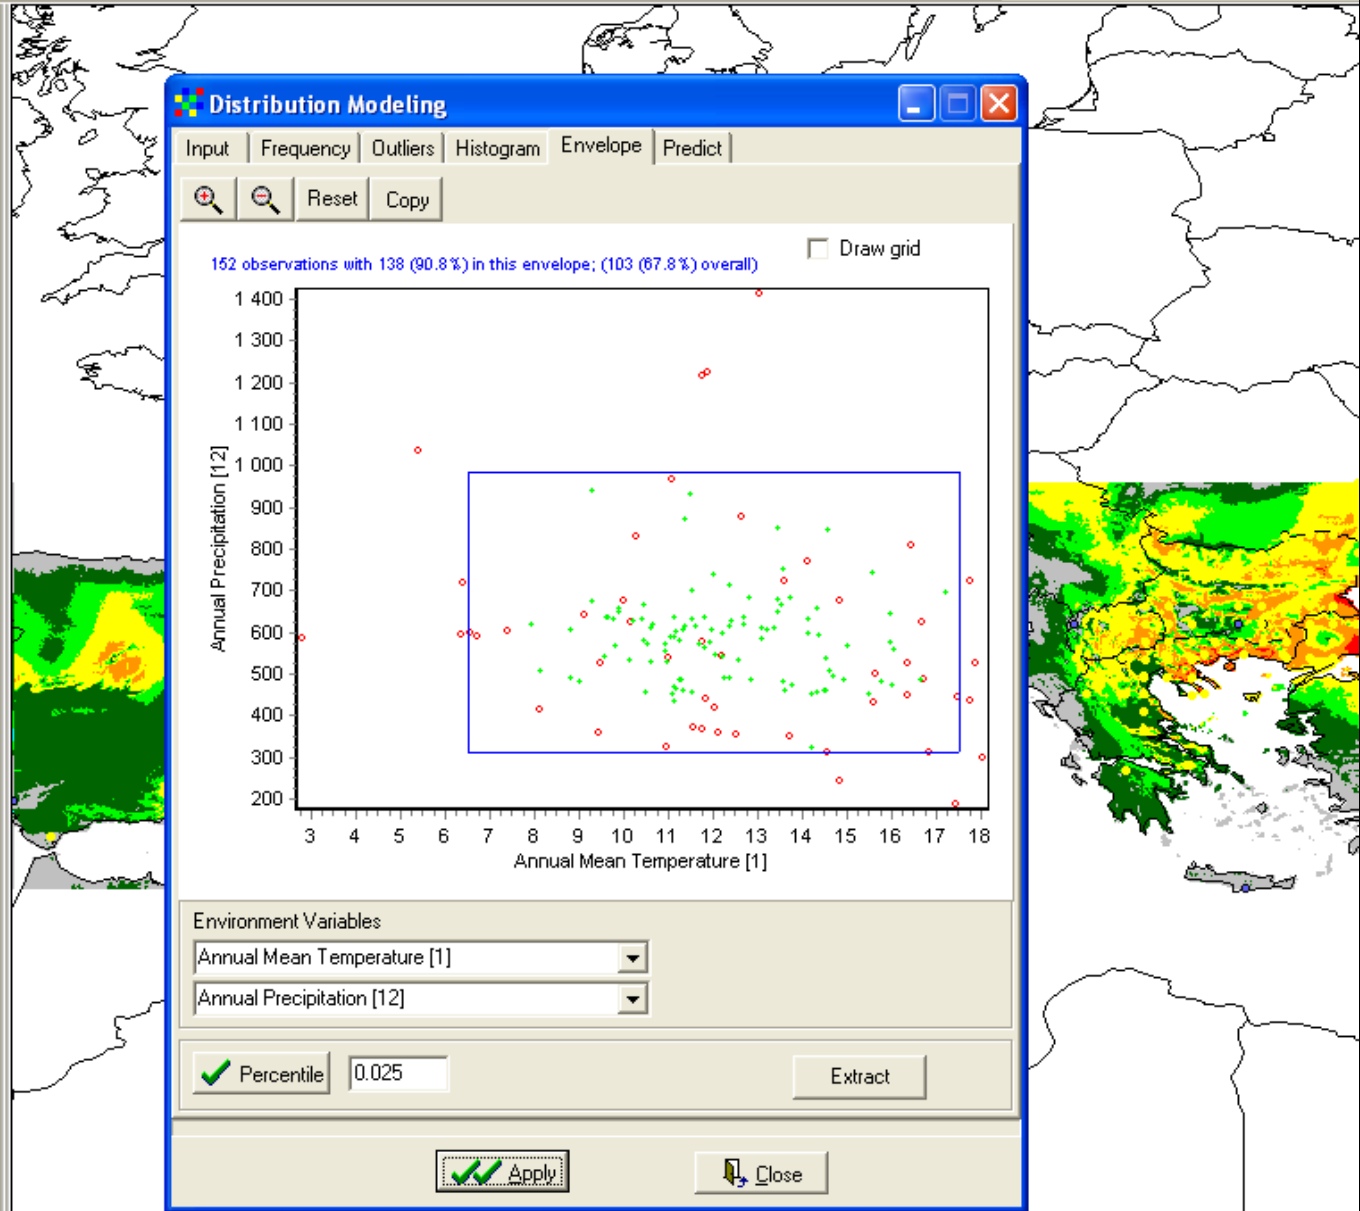 Distribution Modeling
Input Frequency Outliers Histogram Envelope Predict
Reset Copy
Draw grid
152 observations with 138 (90.8%) in this envelope; (103 (67.8%) overall)
1 400
1 300
1 200
1 100
1 000
900
800
700
600
500
400
300
200
Annual Precipitation [12]
3 4 5 6 7 8 9 10 11 12 13 14 15 16 17 18
Annual Mean Temperature [1]
Environment Variables
Annual Mean Temperature [1]
Annual Precipitation [12]
Percentile 0.025 Extract
Apply Close